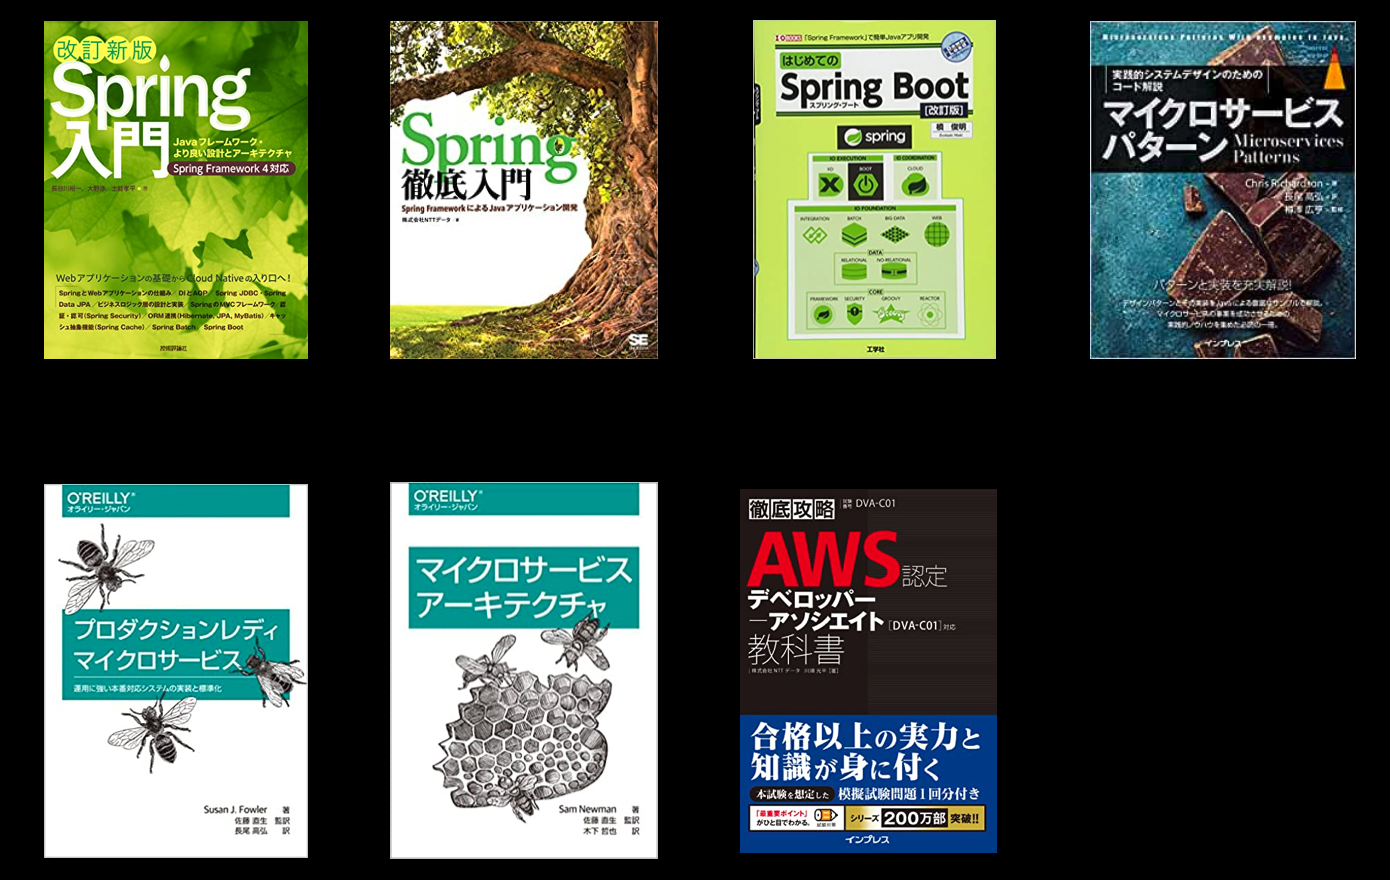 改訂新版
Spring
入門
Javaフレームワーク・
より良い設計とアーキテクチャ
Spring Framework 4 対応
長谷川裕一、大野渉、土岐孝平 ● 著
Webアプリケーションの基礎からCloud Nativeの入り口へ！
SpringとWebアプリケーションの仕組み／DIとAOP／Spring JDBC・Spring
Data JPA／ビジネスロジック層の設計と実装／SpringのMVCフレームワーク／認
証・認可(Spring Security)／ORM連携(Hibernate, JPA, MyBatis)／キャッ
シュ抽象機能(Spring Cache)／Spring Batch／Spring Boot
技術評論社
Spring
徹底入門
Spring FrameworkによるJavaアプリケーション開発
株式会社NTTデータ 著
SE
SHOEISHA
I/O BOOKS 「Spring Framework」で簡単Javaアプリ開発
はじめての
Spring Boot
スプリング・ブート
[改訂版]
槇 俊明
spring
IO EXECUTION
IO COORDINATION
XD
BOOT
CLOUD
IO FOUNDATION
INTEGRATION
BATCH
BIG DATA
WEB
DATA
RELATIONAL
NO-RELATIONAL
CORE
FRAMEWORK
SECURITY
GROOVY
REACTOR
工学社
Microservices Patterns With examples in Java
impress top gear
実践的システムデザインのための
コード解説
マイクロサービス
パターン
Microservices
Patterns
Chris Richardson = 著
長尾 高弘 = 訳
樽澤 広亨 = 監修
パターンと実装を充実解説!
デザインパターンとその実装をJavaによる豊富なサンプルで解説。
マイクロサービスの事業を成功させるための
実践的ノウハウを集めた必読の一冊。
インプレス
O'REILLY®
オライリー・ジャパン
プロダクションレディ
マイクロサービス
運用に強い本番対応システムの実装と標準化
Susan J. Fowler 著
佐藤 直生 監訳
長尾 高弘 訳
O'REILLY®
オライリー・ジャパン
マイクロサービス
アーキテクチャ
Sam Newman 著
佐藤 直生 監訳
木下 哲也 訳
徹底攻略 試験番号 DVA-C01
AWS認定
デベロッパー
－アソシエイト[DVA-C01]対応
教科書
株式会社NTTデータ 川畑 光平 [著]
合格以上の実力と
知識が身に付く
本試験を想定した 模擬試験問題1回分付き
「最重要ポイント」
がひと目でわかる。
試験対策
シリーズ 200万部 突破!!
インプレス